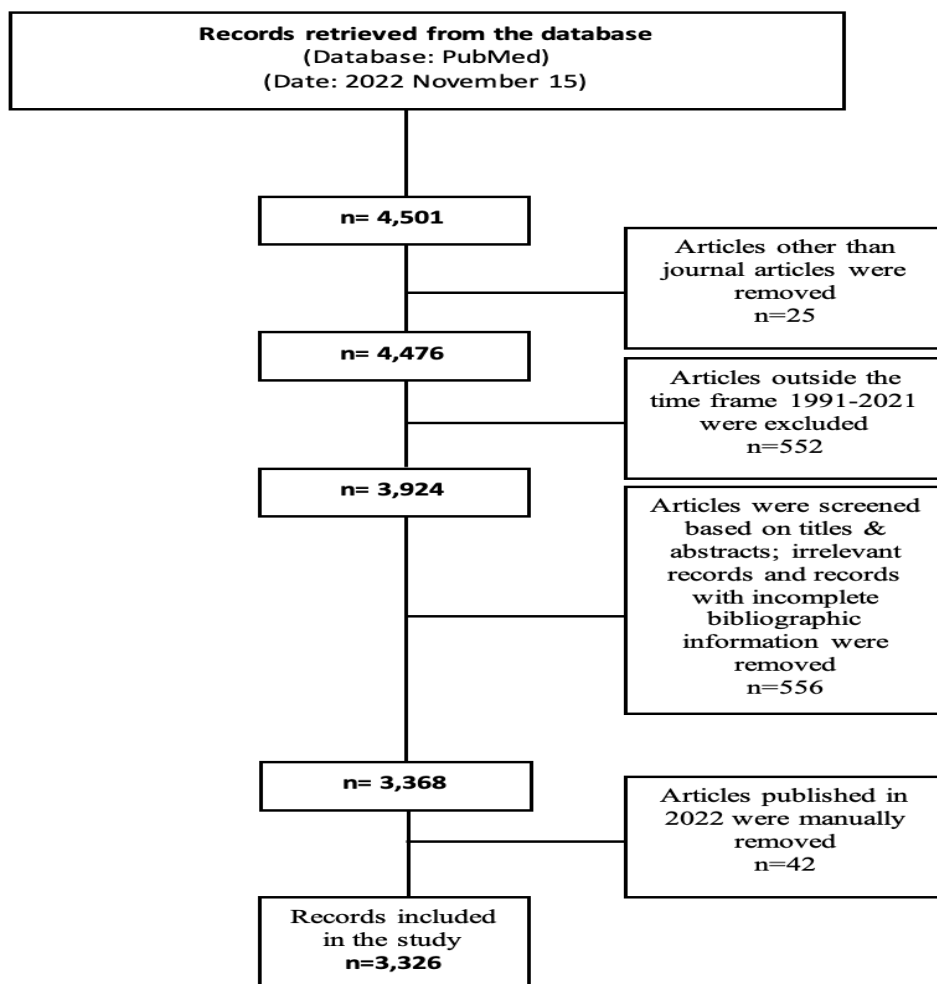 Records retrieved from the database
(Database: PubMed)
(Date: 2022 November 15)
n= 4,501
Articles other than
journal articles were
removed
n=25
n= 4,476
Articles outside the
time frame 1991-2021
were excluded
n=552
n= 3,924
Articles were screened
based on titles &
abstracts; irrelevant
records and records
with incomplete
bibliographic
information were
removed
n=556
n= 3,368
Articles published in
2022 were manually
removed
n=42
Records included
in the study
n=3,326